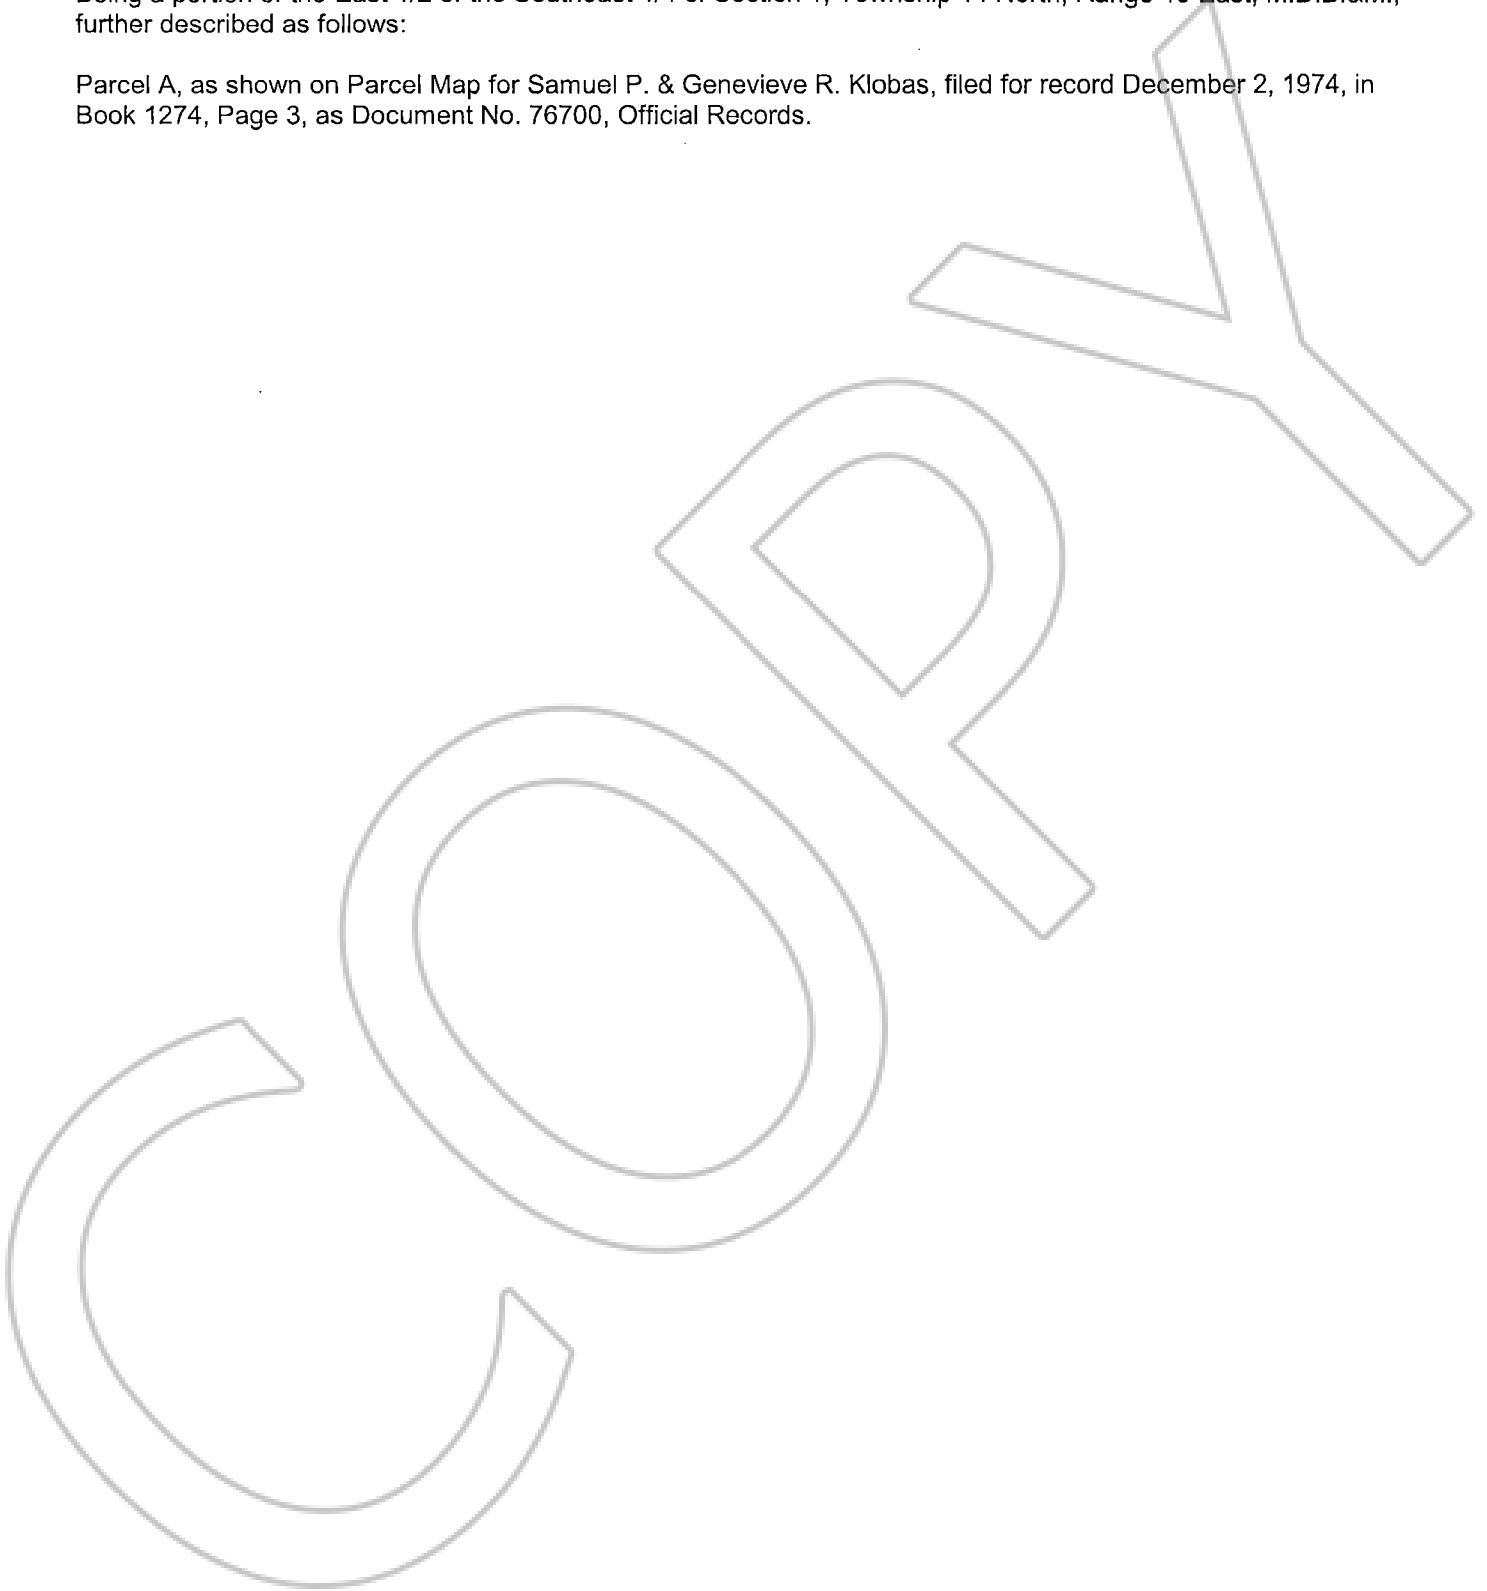 further described as follows:
Parcel A, as shown on Parcel Map for Samuel P. & Genevieve R. Klobas, filed for record December 2, 1974, in
Book 1274, Page 3, as Document No. 76700, Official Records.
COPY